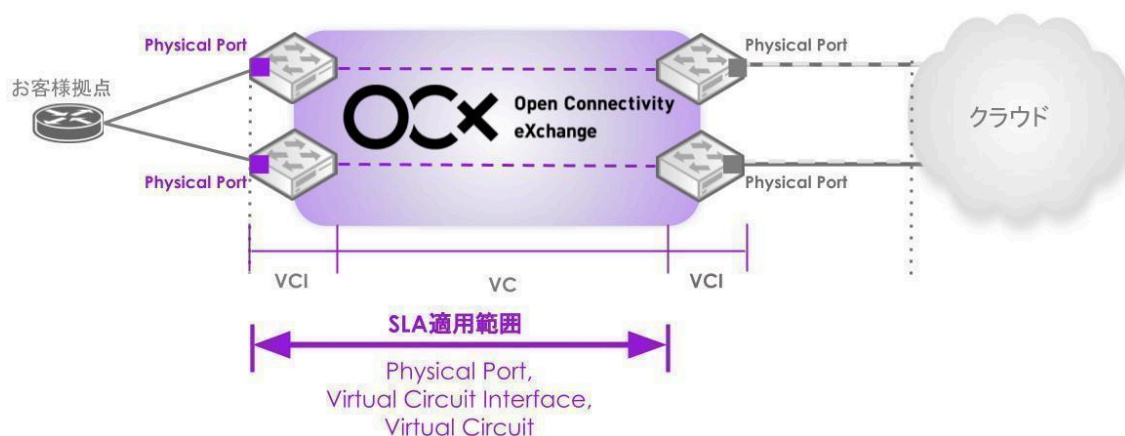 Physical Port
Physical Port
お客様拠点
OCX
Open Connectivity
eXchange
クラウド
Physical Port
Physical Port
VCI
VC
VCI
SLA適用範囲
Physical Port,
Virtual Circuit Interface,
Virtual Circuit